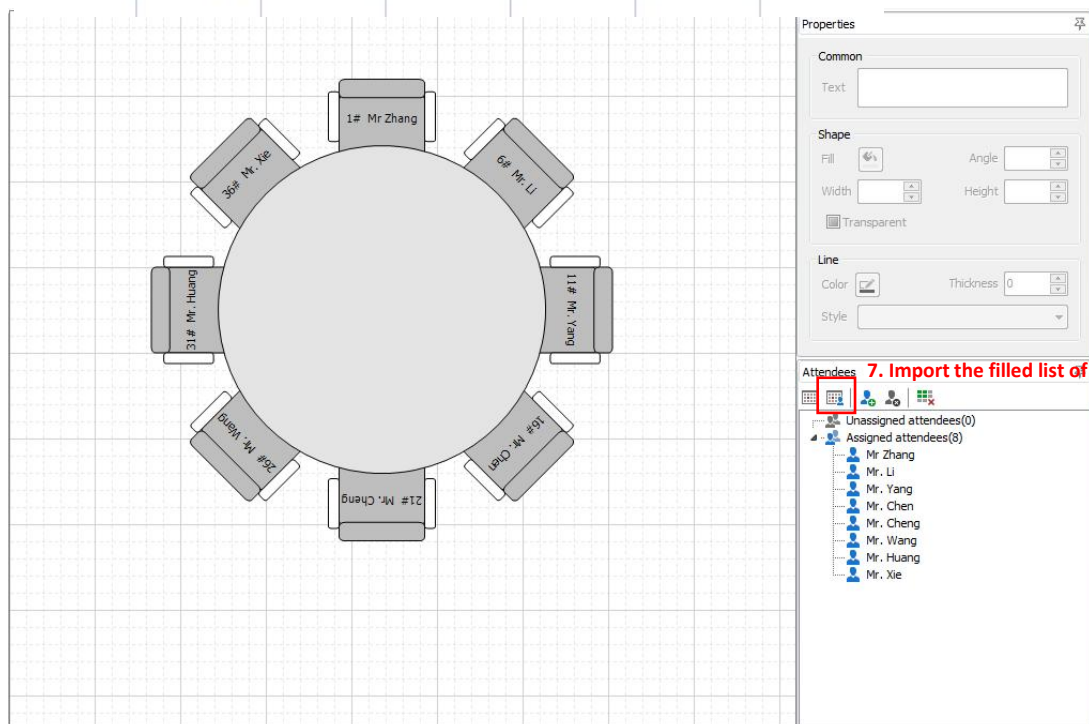 1# Mr Zhang
6# Mr. Li
11# Mr. Yang
16# Mr. Chen
21# Mr. Cheng
26# Mr. Wang
31# Mr. Huang
36# Mr. Xie
Properties
Common
Text
Shape
Fill
Angle
Width
Height
Transparent
Line
Color
Thickness 0
Style
Attendees
7. Import the filled list of
Unassigned attendees(0)
Assigned attendees(8)
Mr Zhang
Mr. Li
Mr. Yang
Mr. Chen
Mr. Cheng
Mr. Wang
Mr. Huang
Mr. Xie